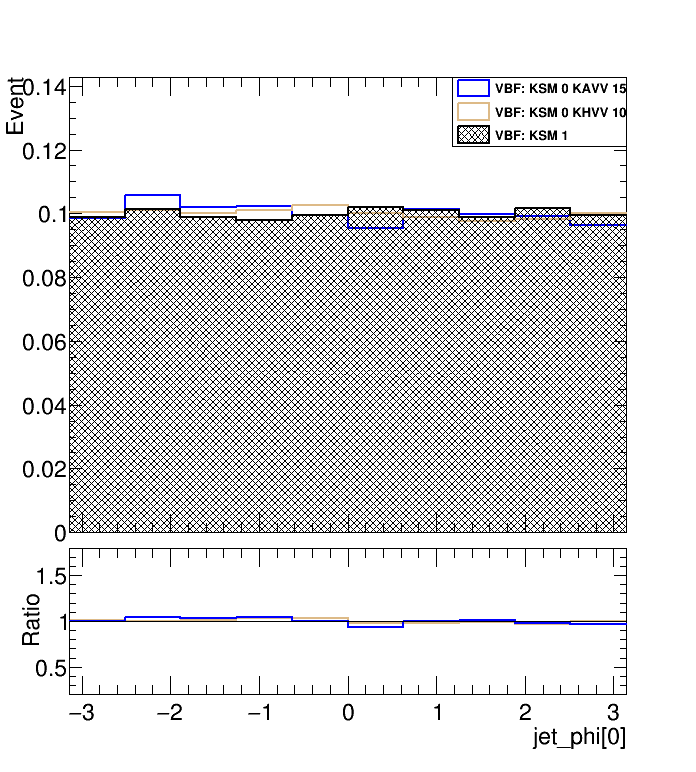 Event
0.14
0.12
0.1
0.08
0.06
0.04
0.02
0
VBF: KSM 0 KAVV 15
VBF: KSM 0 KHVV 10
VBF: KSM 1
Ratio
1.5
1
0.5
−3 −2 −1 0 1 2 3
jet_phi[0]